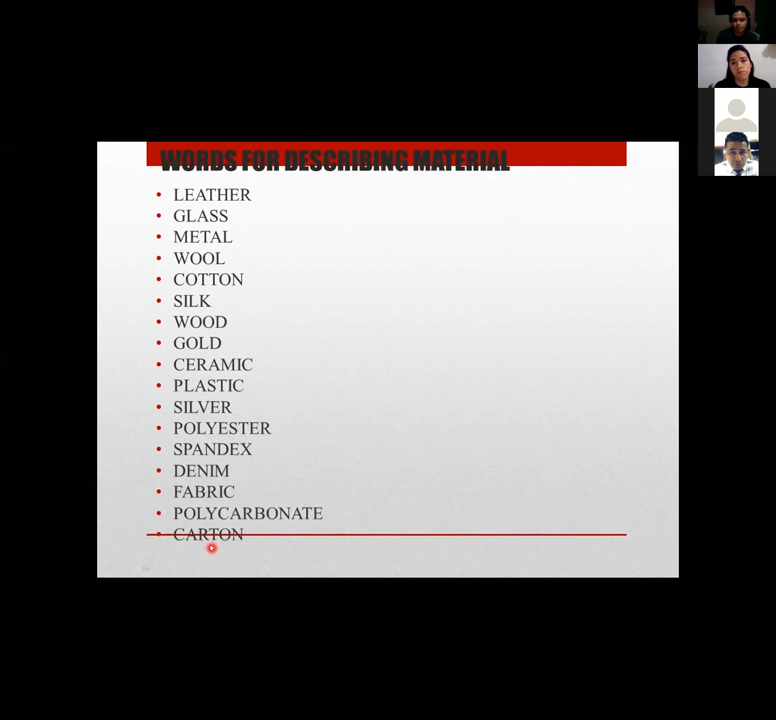 WORDS FOR DESCRIBING MATERIAL
LEATHER
GLASS
METAL
WOOL
COTTON
SILK
WOOD
GOLD
CERAMIC
PLASTIC
SILVER
POLYESTER
SPANDEX
DENIM
FABRIC
POLYCARBONATE
CARTON